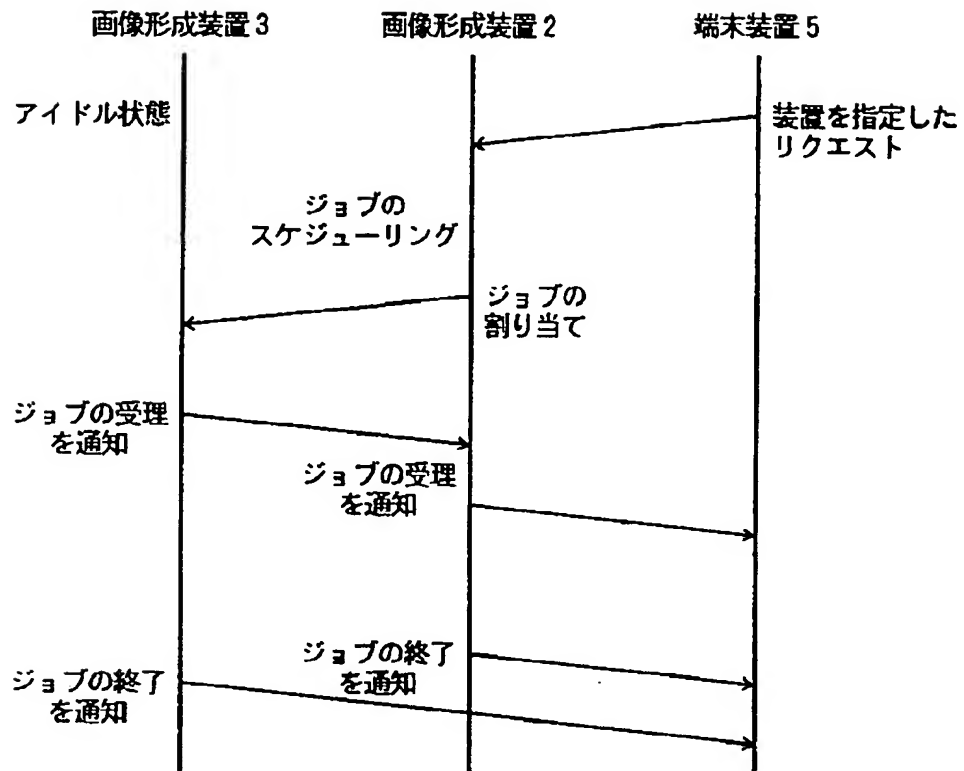 画像形成装置3
画像形成装置2
端末装置5
アイドル状態
装置を指定した
リクエスト
ジョブの
スケジューリング
ジョブの
割り当て
ジョブの受理
を通知
ジョブの受理
を通知
ジョブの終了
を通知
ジョブの終了
を通知